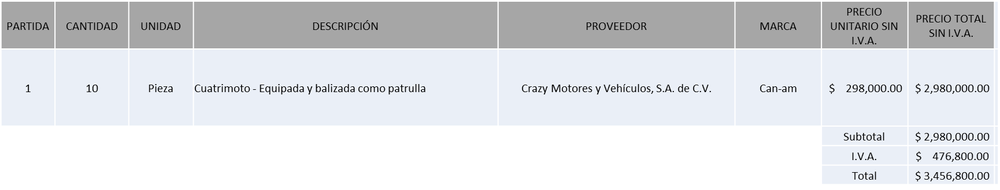 PARTIDA CANTIDAD UNIDAD DESCRIPCIÓN PROVEEDOR MARCA PRECIO UNITARIO SIN I.V.A. PRECIO TOTAL SIN I.V.A.
1 10 Pieza Cuatrimoto - Equipada y balizada como patrulla Crazy Motores y Vehículos, S.A. de C.V. Can-am $ 298,000.00 $ 2,980,000.00
Subtotal $ 2,980,000.00
I.V.A. $ 476,800.00
Total $ 3,456,800.00